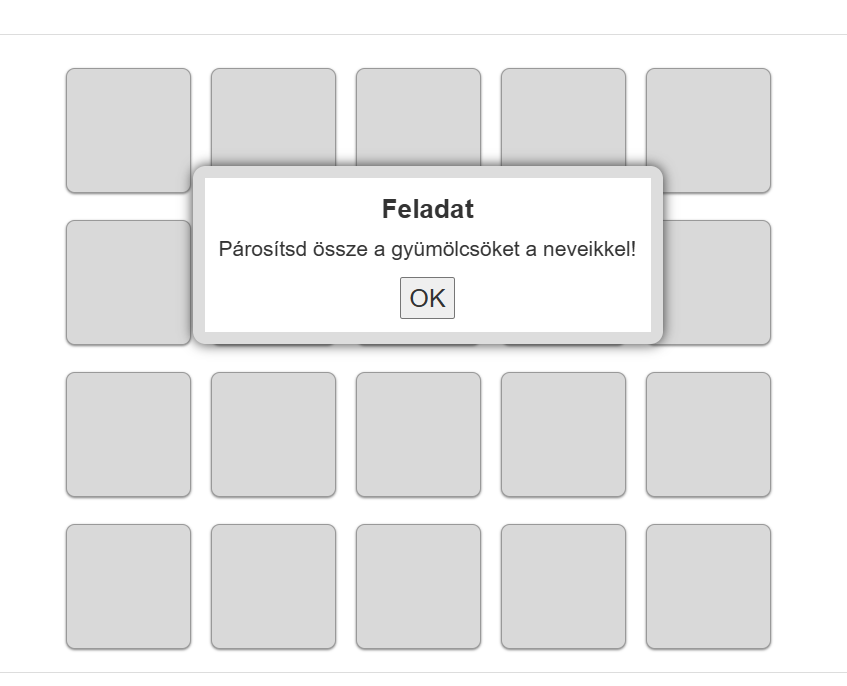 Feladat
Párosítsd össze a gyümölcsöket a neveikkel!
OK